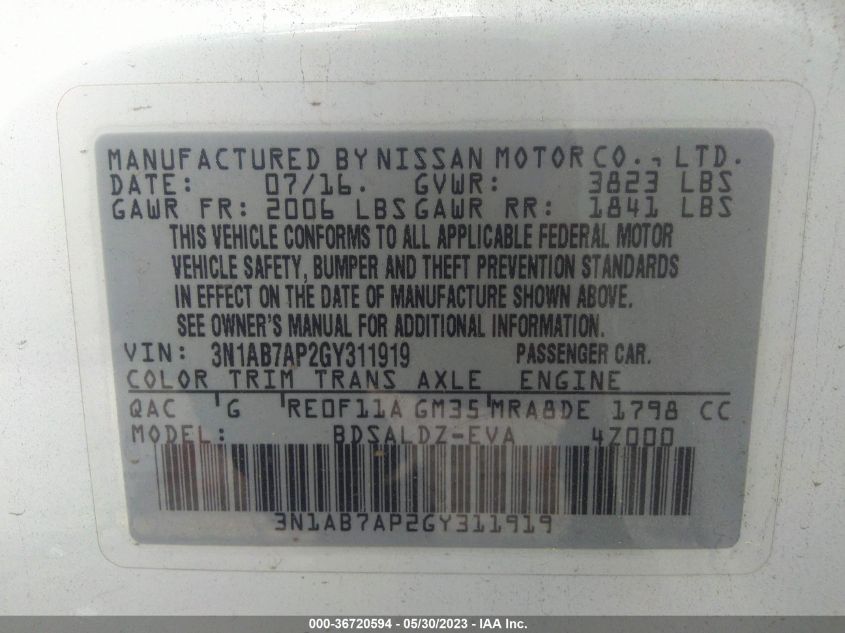 MANUFACTURED BY NISSAN MOTOR CO., LTD.
DATE: 07/16. GVWR: 3823 LBS
GAWR FR: 2006 LBS GAWR RR: 1841 LBS
THIS VEHICLE CONFORMS TO ALL APPLICABLE FEDERAL MOTOR
VEHICLE SAFETY, BUMPER AND THEFT PREVENTION STANDARDS
IN EFFECT ON THE DATE OF MANUFACTURE SHOWN ABOVE.
SEE OWNER'S MANUAL FOR ADDITIONAL INFORMATION.
VIN: 3N1AB7AP2GY311919 PASSENGER CAR.
COLOR TRIM TRANS AXLE ENGINE
QAC G RE0F11A GM35 MRA8DE 1798 CC
MODEL: BDSALDZ-EVA 4Z000
3N1AB7AP2GY311919
000-36720594 - 05/30/2023 - IAA Inc.